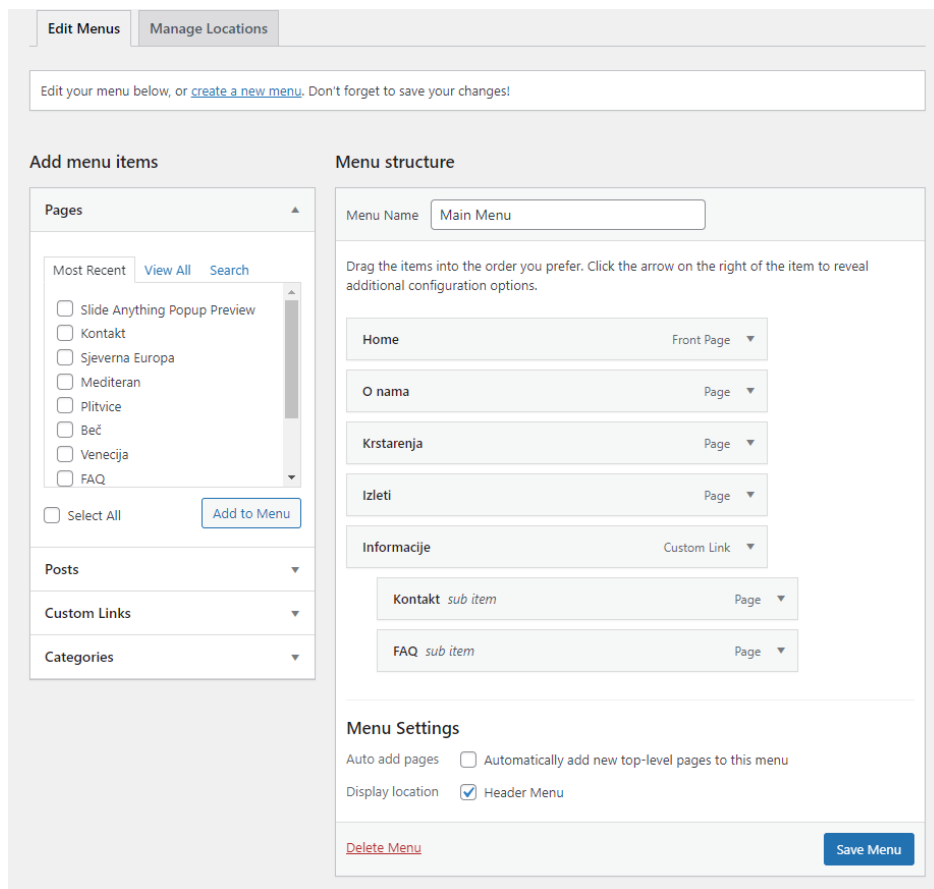 Edit Menus
Manage Locations
Edit your menu below, or create a new menu. Don't forget to save your changes!
Add menu items
Pages
Most Recent
View All
Search
Slide Anything Popup Preview
Kontakt
Sjeverna Europa
Mediteran
Plitvice
Beč
Venecija
FAQ
Select All
Add to Menu
Posts
Custom Links
Categories
Menu structure
Menu Name
Main Menu
Drag the items into the order you prefer. Click the arrow on the right of the item to reveal
additional configuration options.
Home Front Page
O nama Page
Krstarenja Page
Izleti Page
Informacije Custom Link
Kontakt sub item Page
FAQ sub item Page
Menu Settings
Auto add pages Automatically add new top-level pages to this menu
Display location Header Menu
Delete Menu
Save Menu